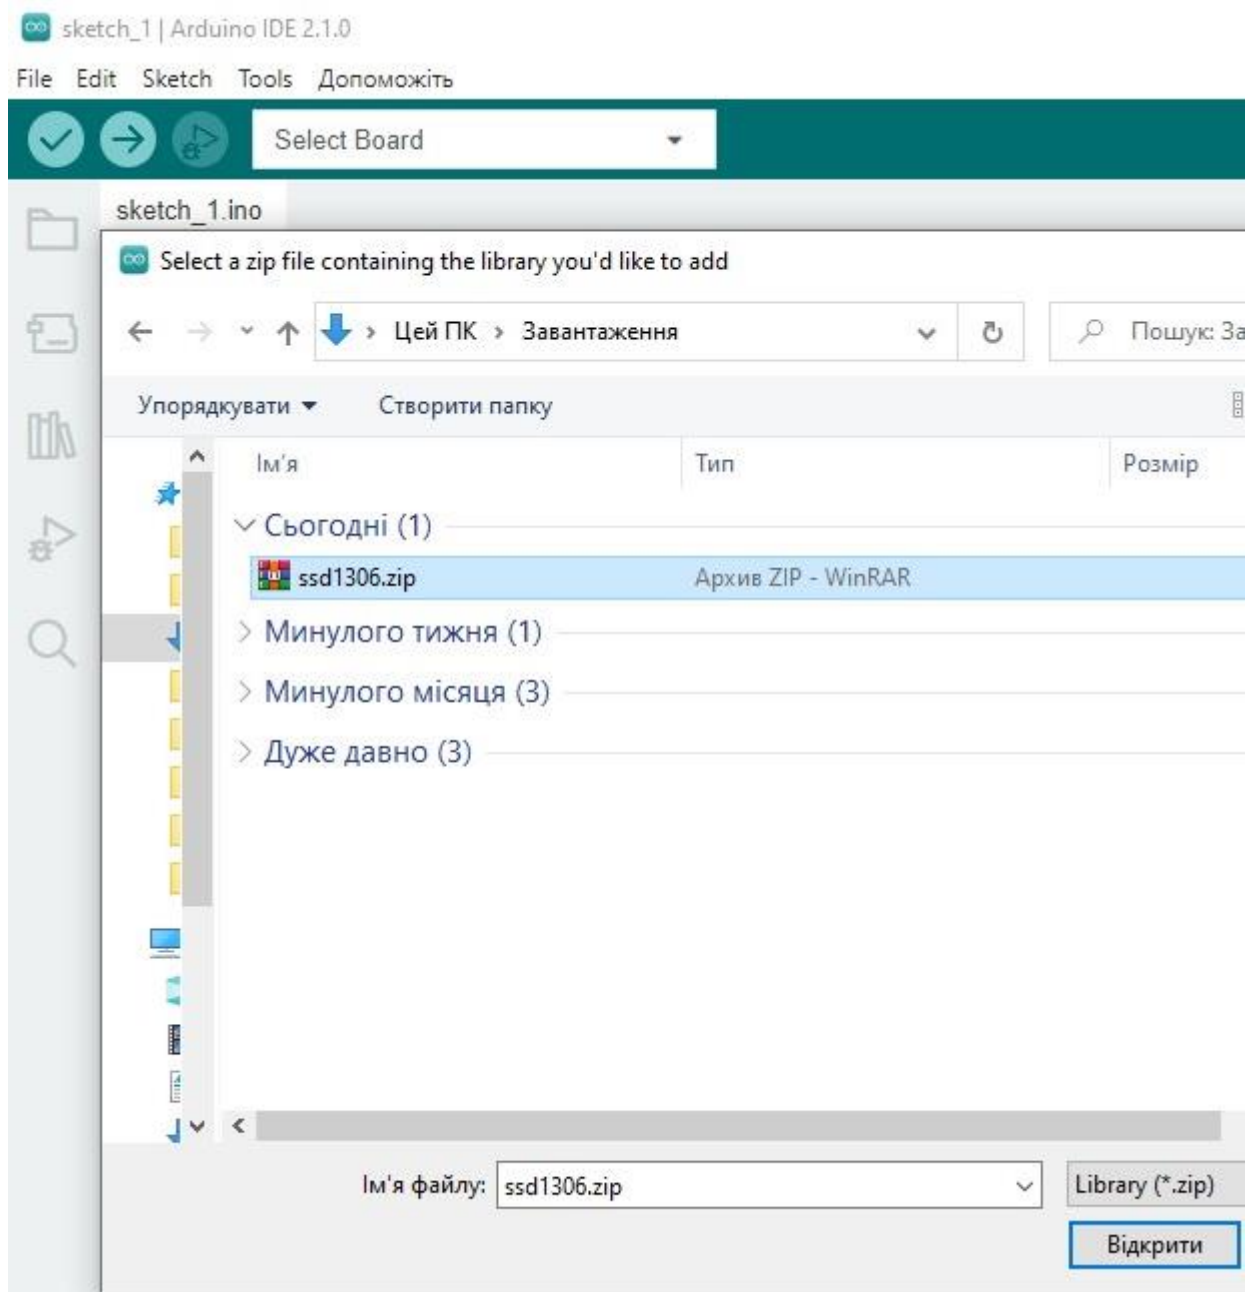 sketch_1 | Arduino IDE 2.1.0
File Edit Sketch Tools Допоможіть
Select Board
sketch_1.ino
Select a zip file containing the library you'd like to add
Цей ПК > Завантаження
Пошук: За
Упорядкувати Створити папку
Ім'я Тип Розмір
Сьогодні (1)
ssd1306.zip Архив ZIP - WinRAR
Минулого тижня (1)
Минулого місяця (3)
Дуже давно (3)
Ім'я файлу: ssd1306.zip Library (*.zip)
Відкрити